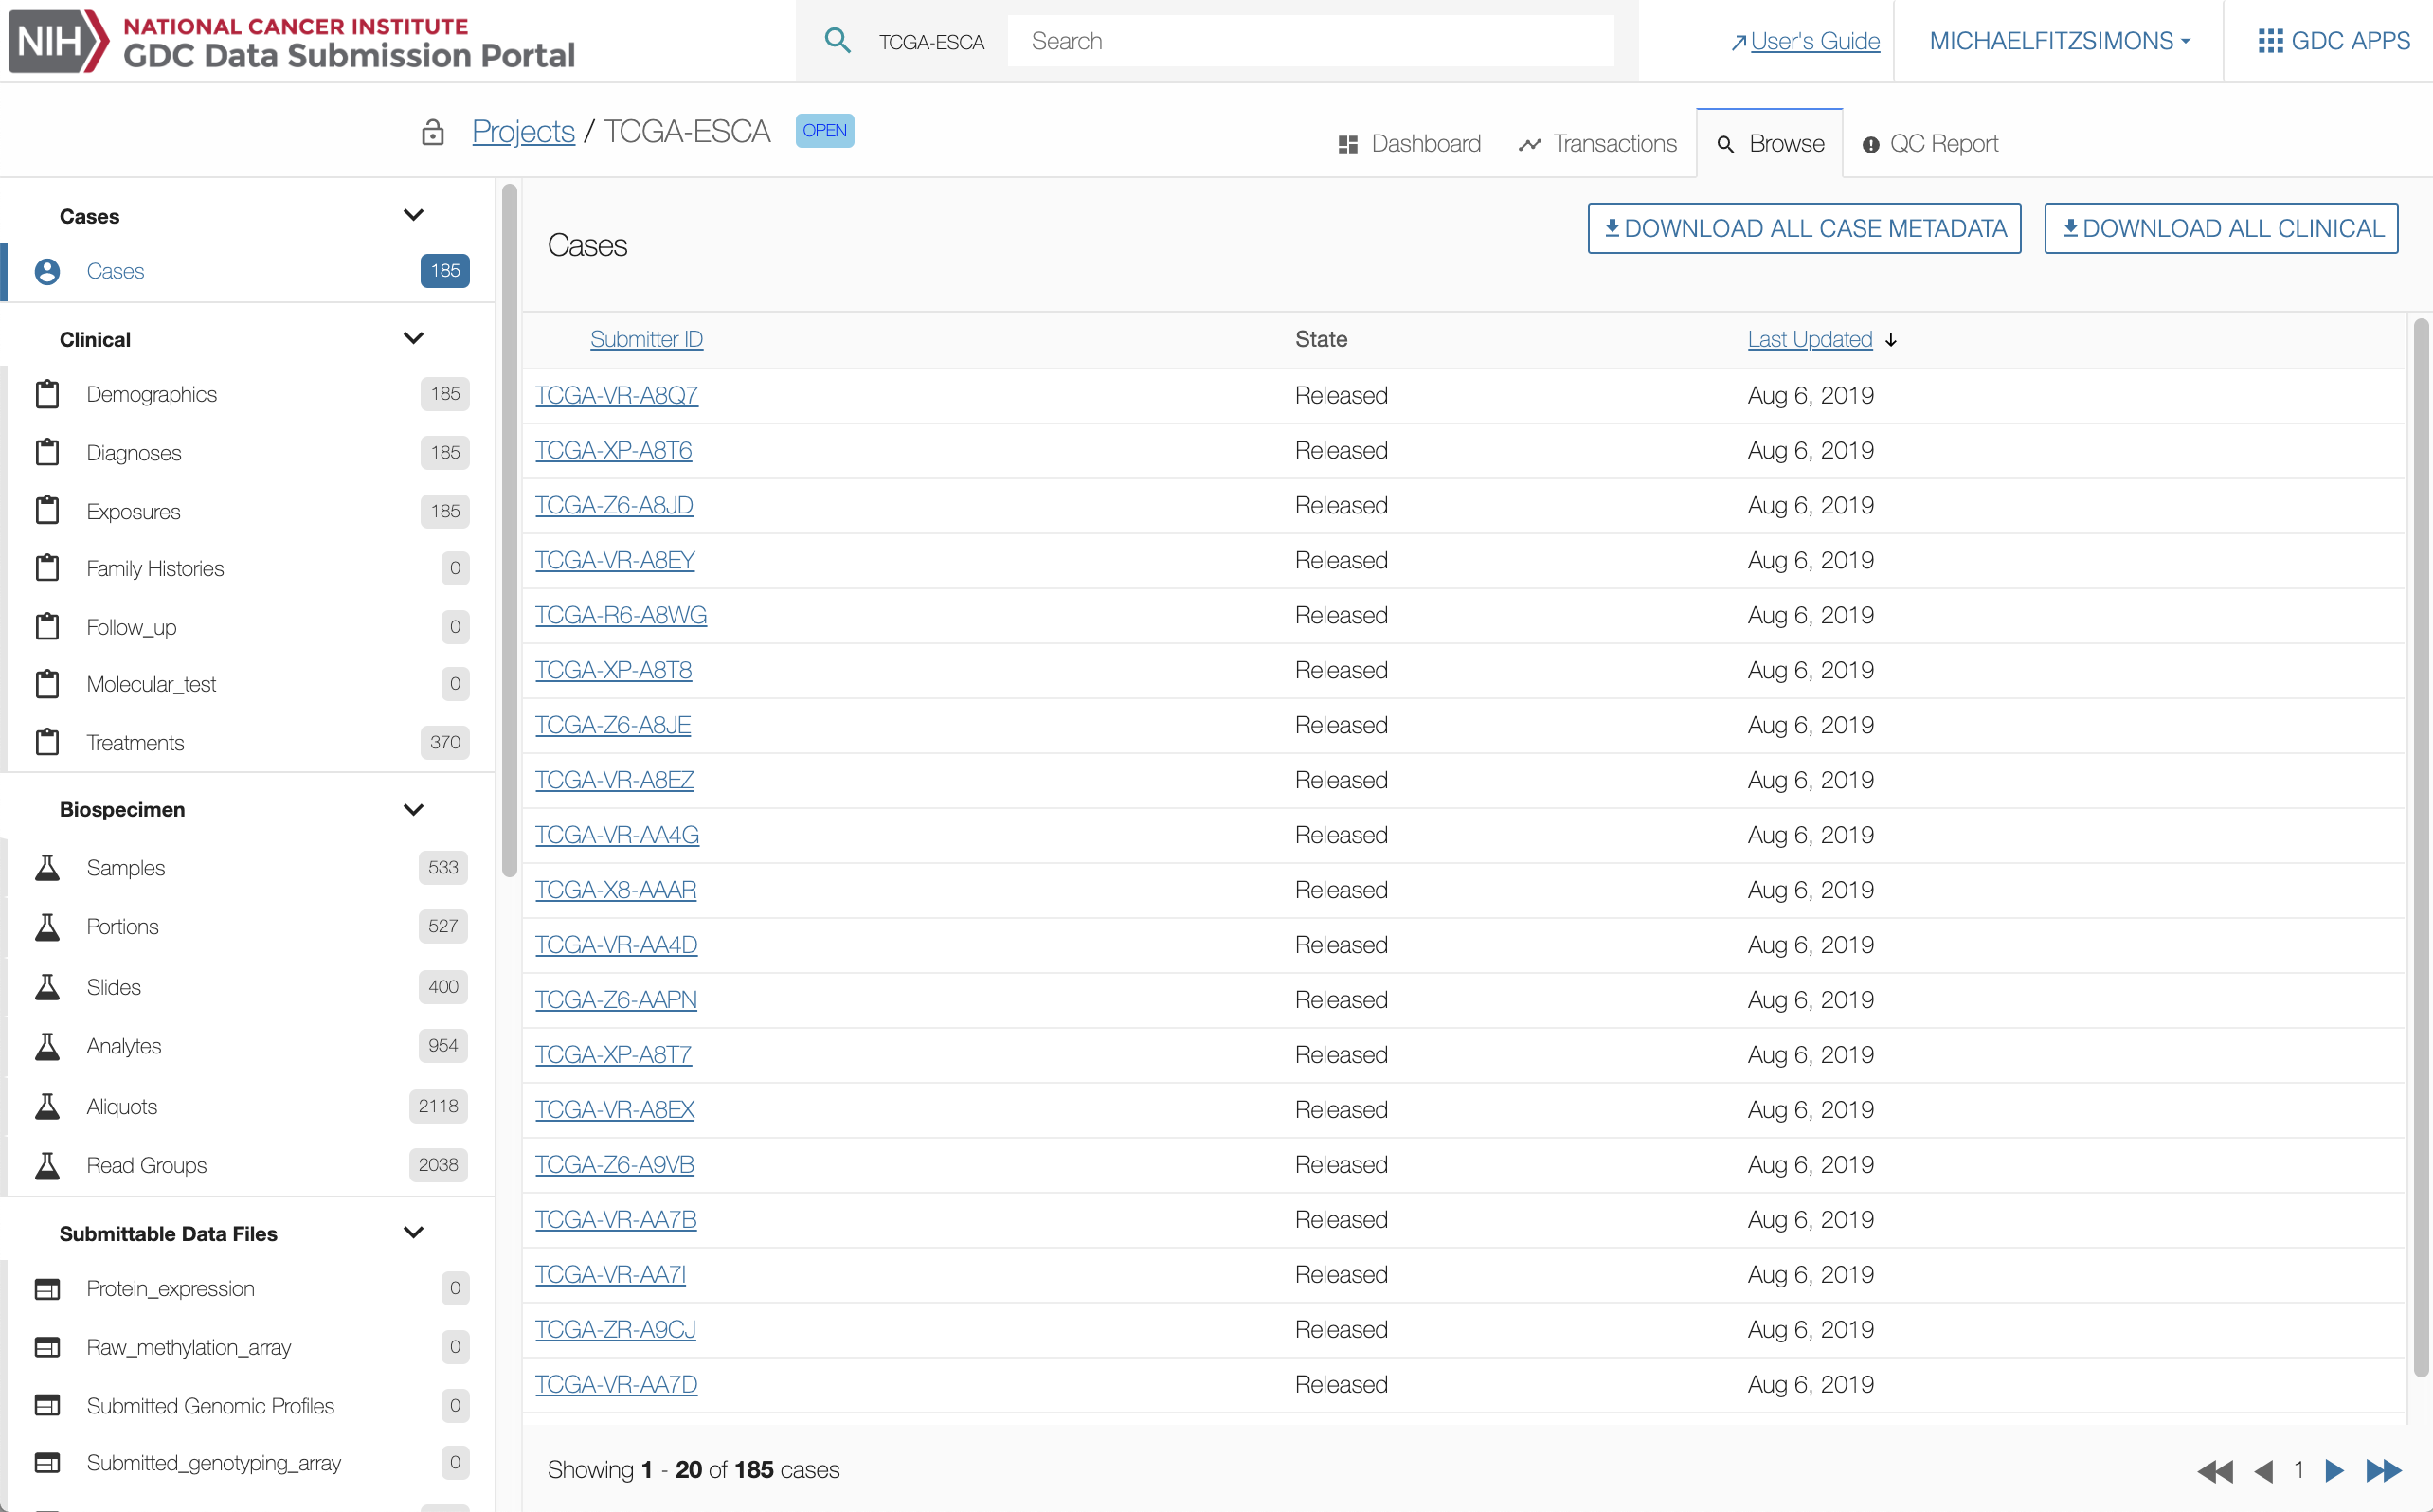 NIH NATIONAL CANCER INSTITUTE
GDC Data Submission Portal
TCGA-ESCA Search
User's Guide
MICHAELFITZSIMONS
GDC APPS
Projects / TCGA-ESCA OPEN
Dashboard Transactions Browse QC Report
Cases
Cases 185
Clinical
Demographics 185
Diagnoses 185
Exposures 185
Family Histories 0
Follow_up 0
Molecular_test 0
Treatments 370
Biospecimen
Samples 533
Portions 527
Slides 400
Analytes 954
Aliquots 2118
Read Groups 2038
Submittable Data Files
Protein_expression 0
Raw_methylation_array 0
Submitted Genomic Profiles 0
Submitted_genotyping_array 0
Cases
DOWNLOAD ALL CASE METADATA DOWNLOAD ALL CLINICAL
Submitter ID State Last Updated
TCGA-VR-A8Q7 Released Aug 6, 2019
TCGA-XP-A8T6 Released Aug 6, 2019
TCGA-Z6-A8JD Released Aug 6, 2019
TCGA-VR-A8EY Released Aug 6, 2019
TCGA-R6-A8WG Released Aug 6, 2019
TCGA-XP-A8T8 Released Aug 6, 2019
TCGA-Z6-A8JE Released Aug 6, 2019
TCGA-VR-A8EZ Released Aug 6, 2019
TCGA-VR-AA4G Released Aug 6, 2019
TCGA-X8-AAAR Released Aug 6, 2019
TCGA-VR-AA4D Released Aug 6, 2019
TCGA-Z6-AAPN Released Aug 6, 2019
TCGA-XP-A8T7 Released Aug 6, 2019
TCGA-VR-A8EX Released Aug 6, 2019
TCGA-Z6-A9VB Released Aug 6, 2019
TCGA-VR-AA7B Released Aug 6, 2019
TCGA-VR-AA7I Released Aug 6, 2019
TCGA-ZR-A9CJ Released Aug 6, 2019
TCGA-VR-AA7D Released Aug 6, 2019
Showing 1 - 20 of 185 cases
1